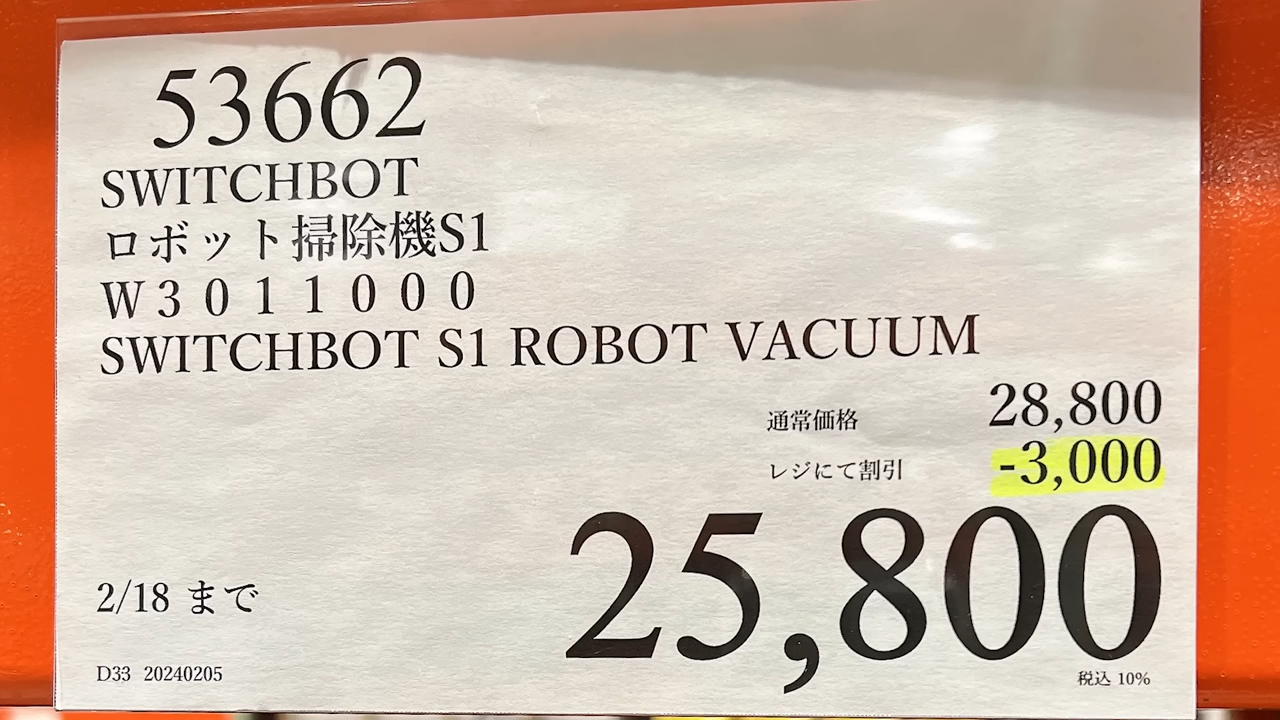 53662
SWITCHBOT
ロボット掃除機S1
W3011000
SWITCHBOT S1 ROBOT VACUUM
通常価格 28,800
レジにて割引 -3,000
25,800
2/18 まで
D33 20240205
税込 10%